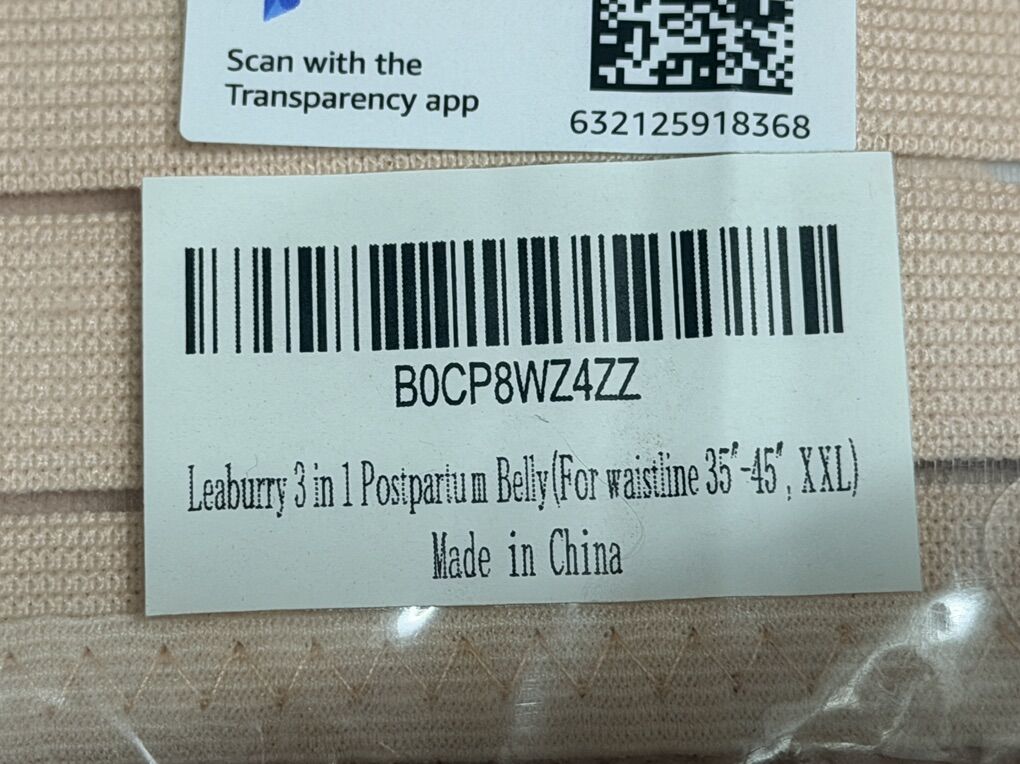 Scan with the
Transparency app
632125918368
B0CP8WZ4ZZ
Leaburry 3 in 1 Postpartum Belly(For waistline 35"-45", XXL)
Made in China